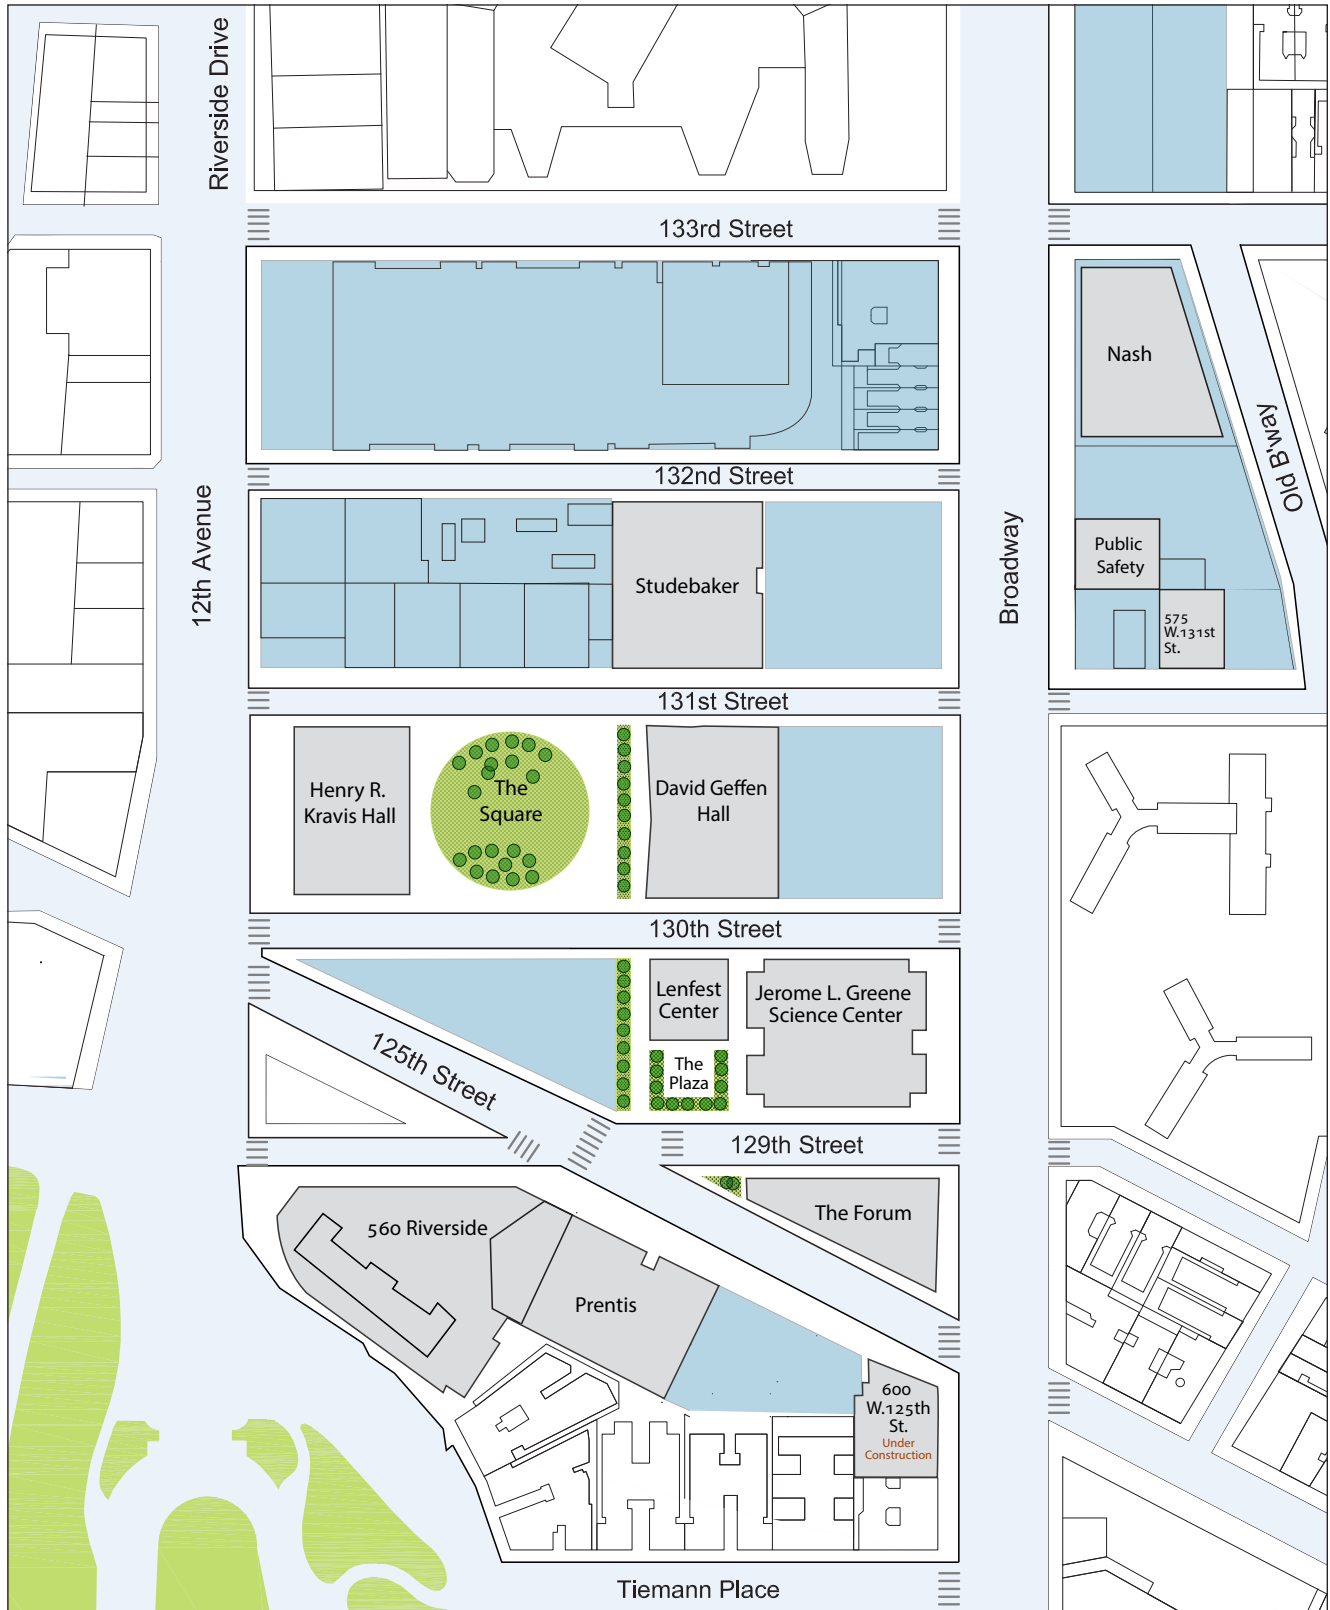 Riverside Drive
133rd Street
Nash
Old B'way
132nd Street
12th Avenue
Broadway
Studebaker
Public
Safety
575
W.131st
St.
131st Street
Henry R.
Kravis Hall
The
Square
David Geffen
Hall
130th Street
Lenfest
Center
Jerome L. Greene
Science Center
The
Plaza
125th Street
129th Street
The Forum
560 Riverside
Prentis
600
W.125th
St.
Under
Construction
Tiemann Place